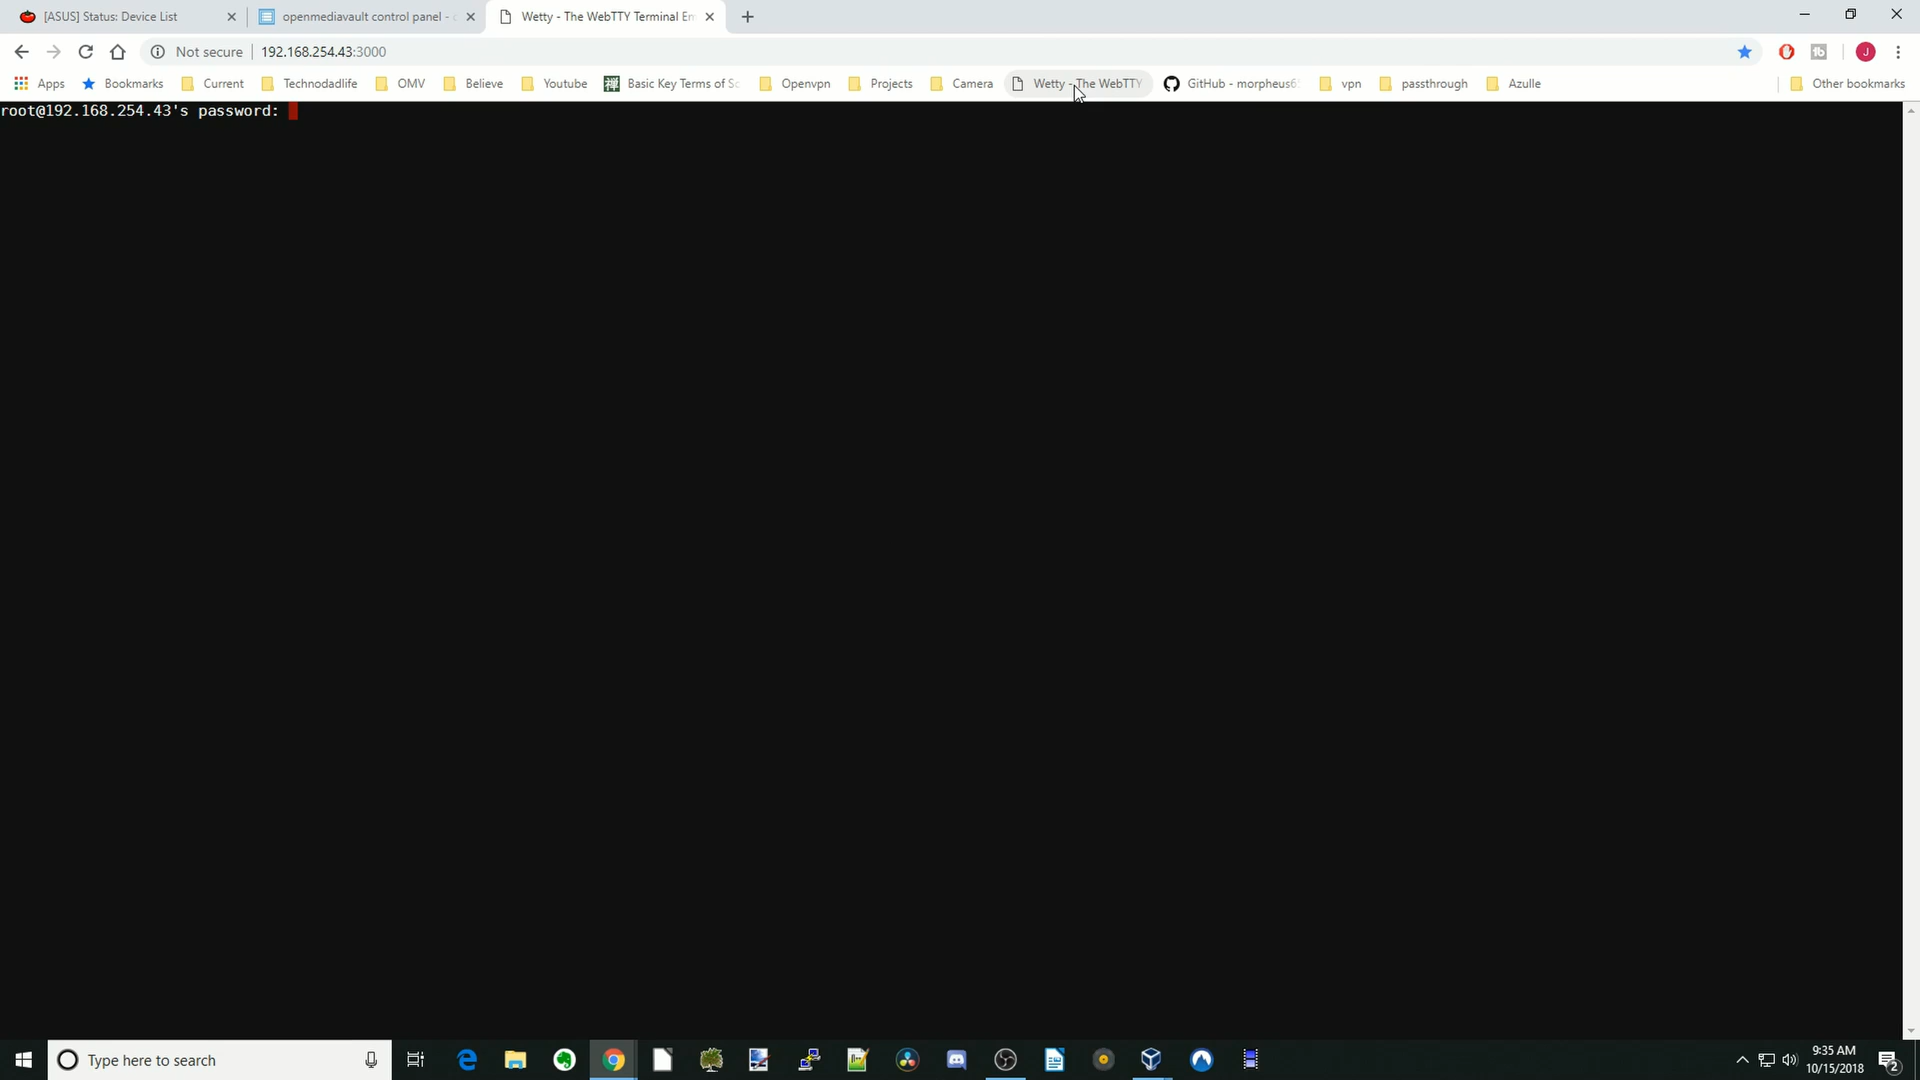 [ASUS] Status: Device List
openmediavault control panel -
Wetty - The WebTTY Terminal Em
Not secure
192.168.254.43:3000
Apps
Bookmarks
Current
Technodadlife
OMV
Believe
Youtube
Basic Key Terms of Sc
Openvpn
Projects
Camera
Wetty - The WebTTY
GitHub - morpheus6
vpn
passthrough
Azulle
Other bookmarks
root@192.168.254.43's password:
Type here to search
9:35 AM
10/15/2018
2
J